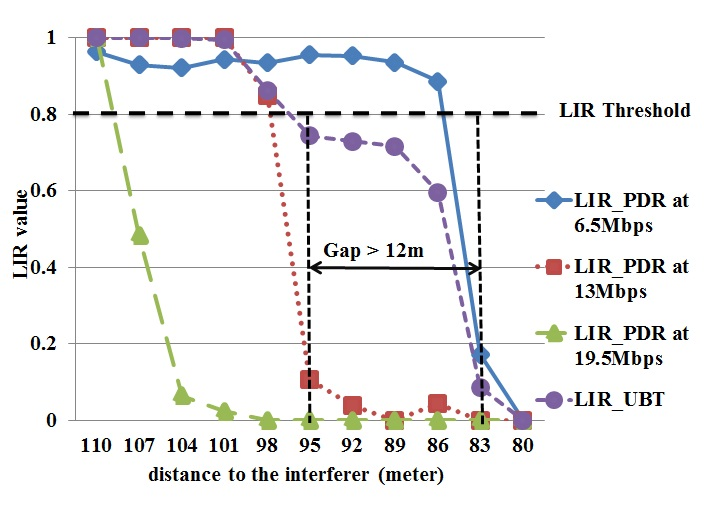 1
0.8
0.6
0.4
0.2
0
LIR value
110 107 104 101 98 95 92 89 86 83 80
distance to the interferer (meter)
Gap > 12m
LIR Threshold
LIR_PDR at
6.5Mbps
LIR_PDR at
13Mbps
LIR_PDR at
19.5Mbps
LIR_UBT